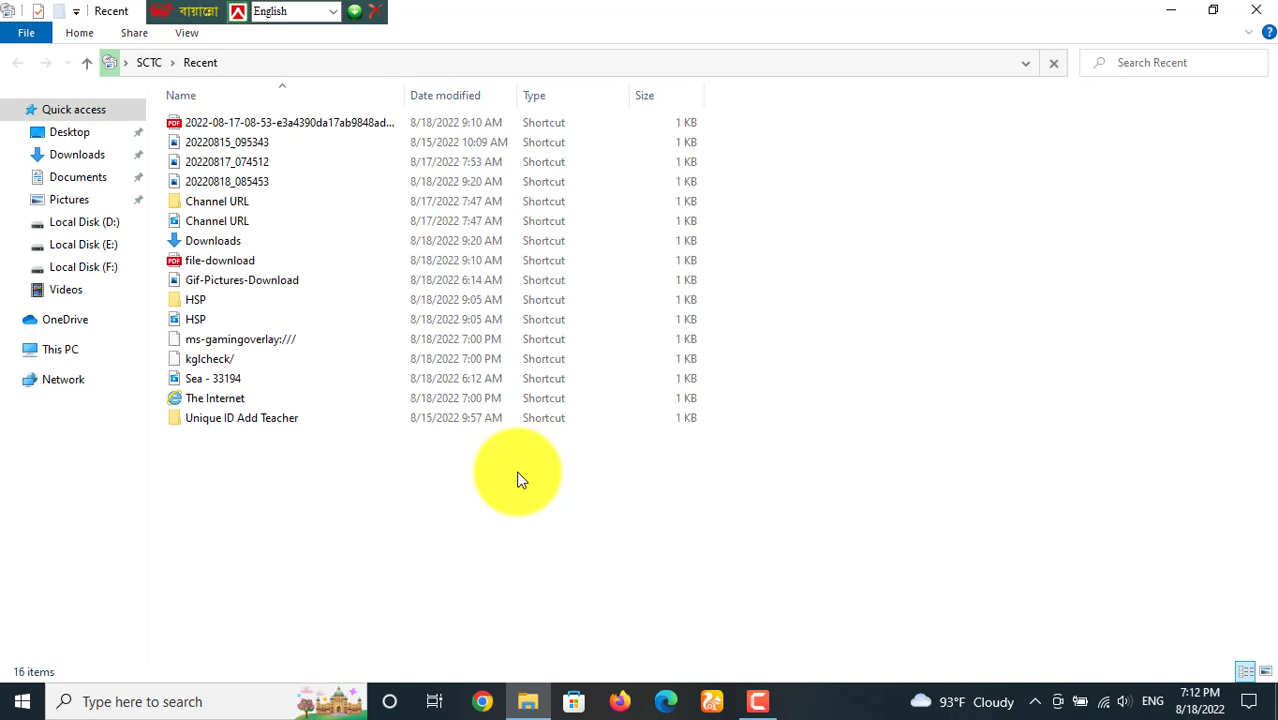 Recent
বায়ান্নো English
File Home Share View
SCTC Recent Search Recent
Name Date modified Type Size
Quick access
Desktop
Downloads
Documents
Pictures
Local Disk (D:)
Local Disk (E:)
Local Disk (F:)
Videos
OneDrive
This PC
Network
2022-08-17-08-53-e3a4390da17ab9848ad... 8/18/2022 9:10 AM Shortcut 1 KB
20220815_095343 8/15/2022 10:09 AM Shortcut 1 KB
20220817_074512 8/17/2022 7:53 AM Shortcut 1 KB
20220818_085453 8/18/2022 9:20 AM Shortcut 1 KB
Channel URL 8/17/2022 7:47 AM Shortcut 1 KB
Channel URL 8/17/2022 7:47 AM Shortcut 1 KB
Downloads 8/18/2022 9:20 AM Shortcut 1 KB
file-download 8/18/2022 9:10 AM Shortcut 1 KB
Gif-Pictures-Download 8/18/2022 6:14 AM Shortcut 1 KB
HSP 8/18/2022 9:05 AM Shortcut 1 KB
HSP 8/18/2022 9:05 AM Shortcut 1 KB
ms-gamingoverlay:/// 8/18/2022 7:00 PM Shortcut 1 KB
kglcheck/ 8/18/2022 7:00 PM Shortcut 1 KB
Sea - 33194 8/18/2022 6:12 AM Shortcut 1 KB
The Internet 8/18/2022 7:00 PM Shortcut 1 KB
Unique ID Add Teacher 8/15/2022 9:57 AM Shortcut 1 KB
16 items
Type here to search
93°F Cloudy
ENG
7:12 PM
8/18/2022